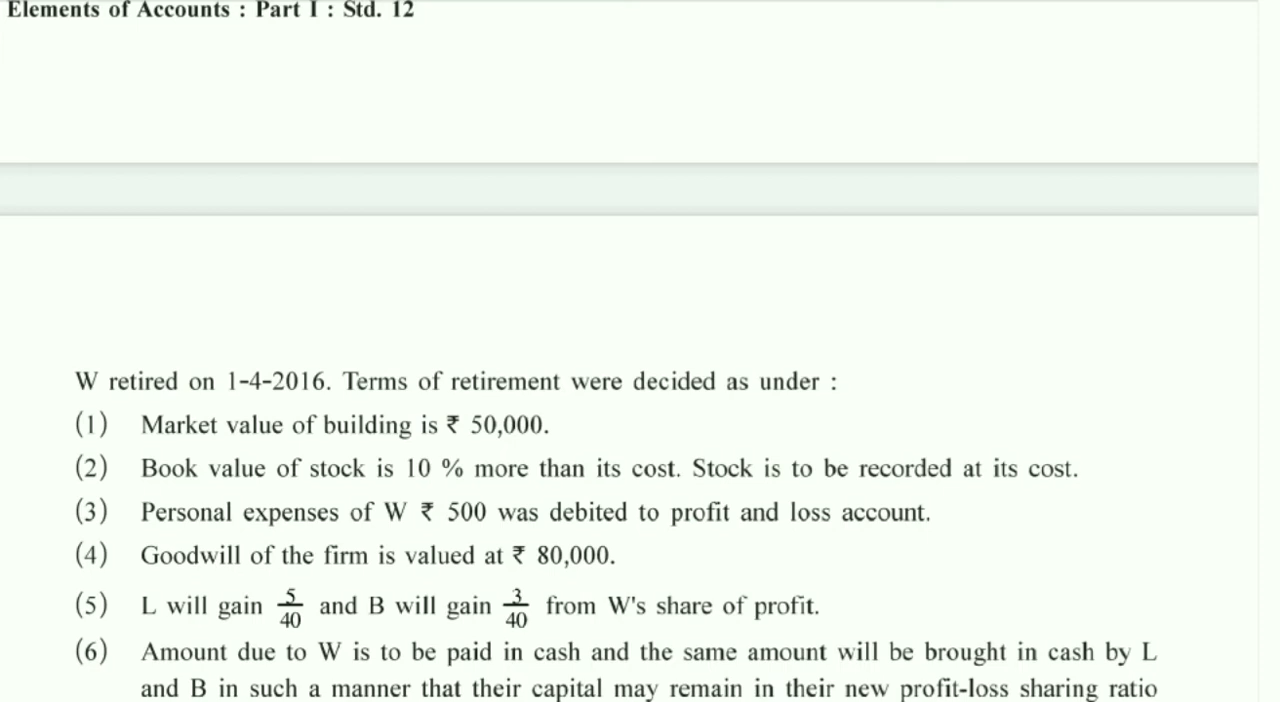 Elements of Accounts : Part I : Std. 12
W retired on 1-4-2016. Terms of retirement were decided as under :
(1) Market value of building is ₹ 50,000.
(2) Book value of stock is 10 % more than its cost. Stock is to be recorded at its cost.
(3) Personal expenses of W ₹ 500 was debited to profit and loss account.
(4) Goodwill of the firm is valued at ₹ 80,000.
(5) L will gain 5/40 and B will gain 3/40 from W's share of profit.
(6) Amount due to W is to be paid in cash and the same amount will be brought in cash by L
and B in such a manner that their capital may remain in their new profit-loss sharing ratio